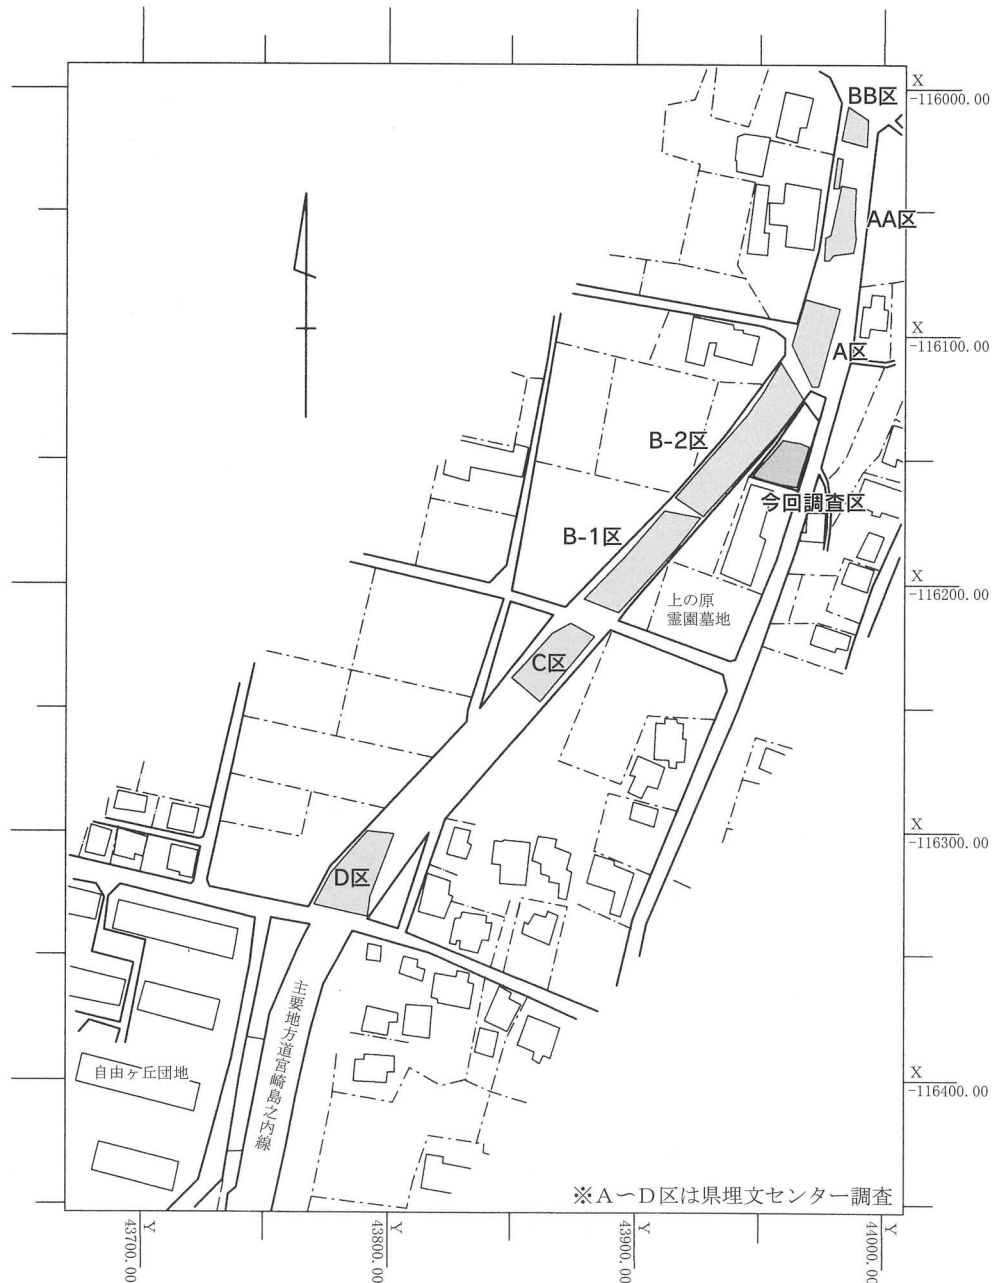 X
-116000.00
BB区
AA区
X
-116100.00
A区
B-2区
今回調査区
B-1区
X
-116200.00
上の原
霊園墓地
C区
X
-116300.00
D区
主要地方道宮崎島之内線
自由ヶ丘団地
X
-116400.00
※A〜D区は県埋文センター調査
Y
43700.00
Y
43800.00
Y
43900.00
Y
44000.00